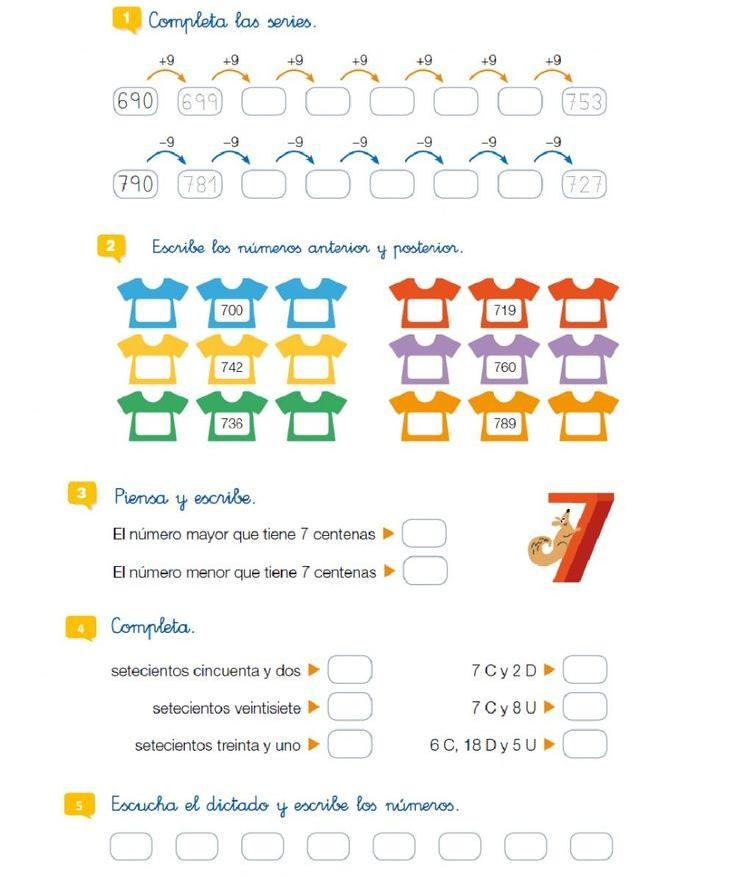 1 Completa las series.
+9 +9 +9 +9 +9 +9 +9
690 699 753
−9 −9 −9 −9 −9 −9 −9
790 781 727
2 Escribe los números anterior y posterior.
700 719
742 760
736 789
3 Piensa y escribe.
7
El número mayor que tiene 7 centenas
El número menor que tiene 7 centenas
4 Completa.
setecientos cincuenta y dos 7 C y 2 D
setecientos veintisiete 7 C y 8 U
setecientos treinta y uno 6 C, 18 D y 5 U
5 Escucha el dictado y escribe los números.